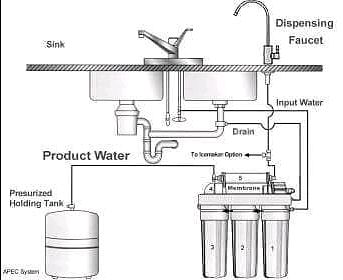 Dispensing
Faucet
Sink
Input Water
Drain
Product Water
To Icemaker Option
Presurized
Holding Tank
5
4
Membrane
3
2
1
APEC System